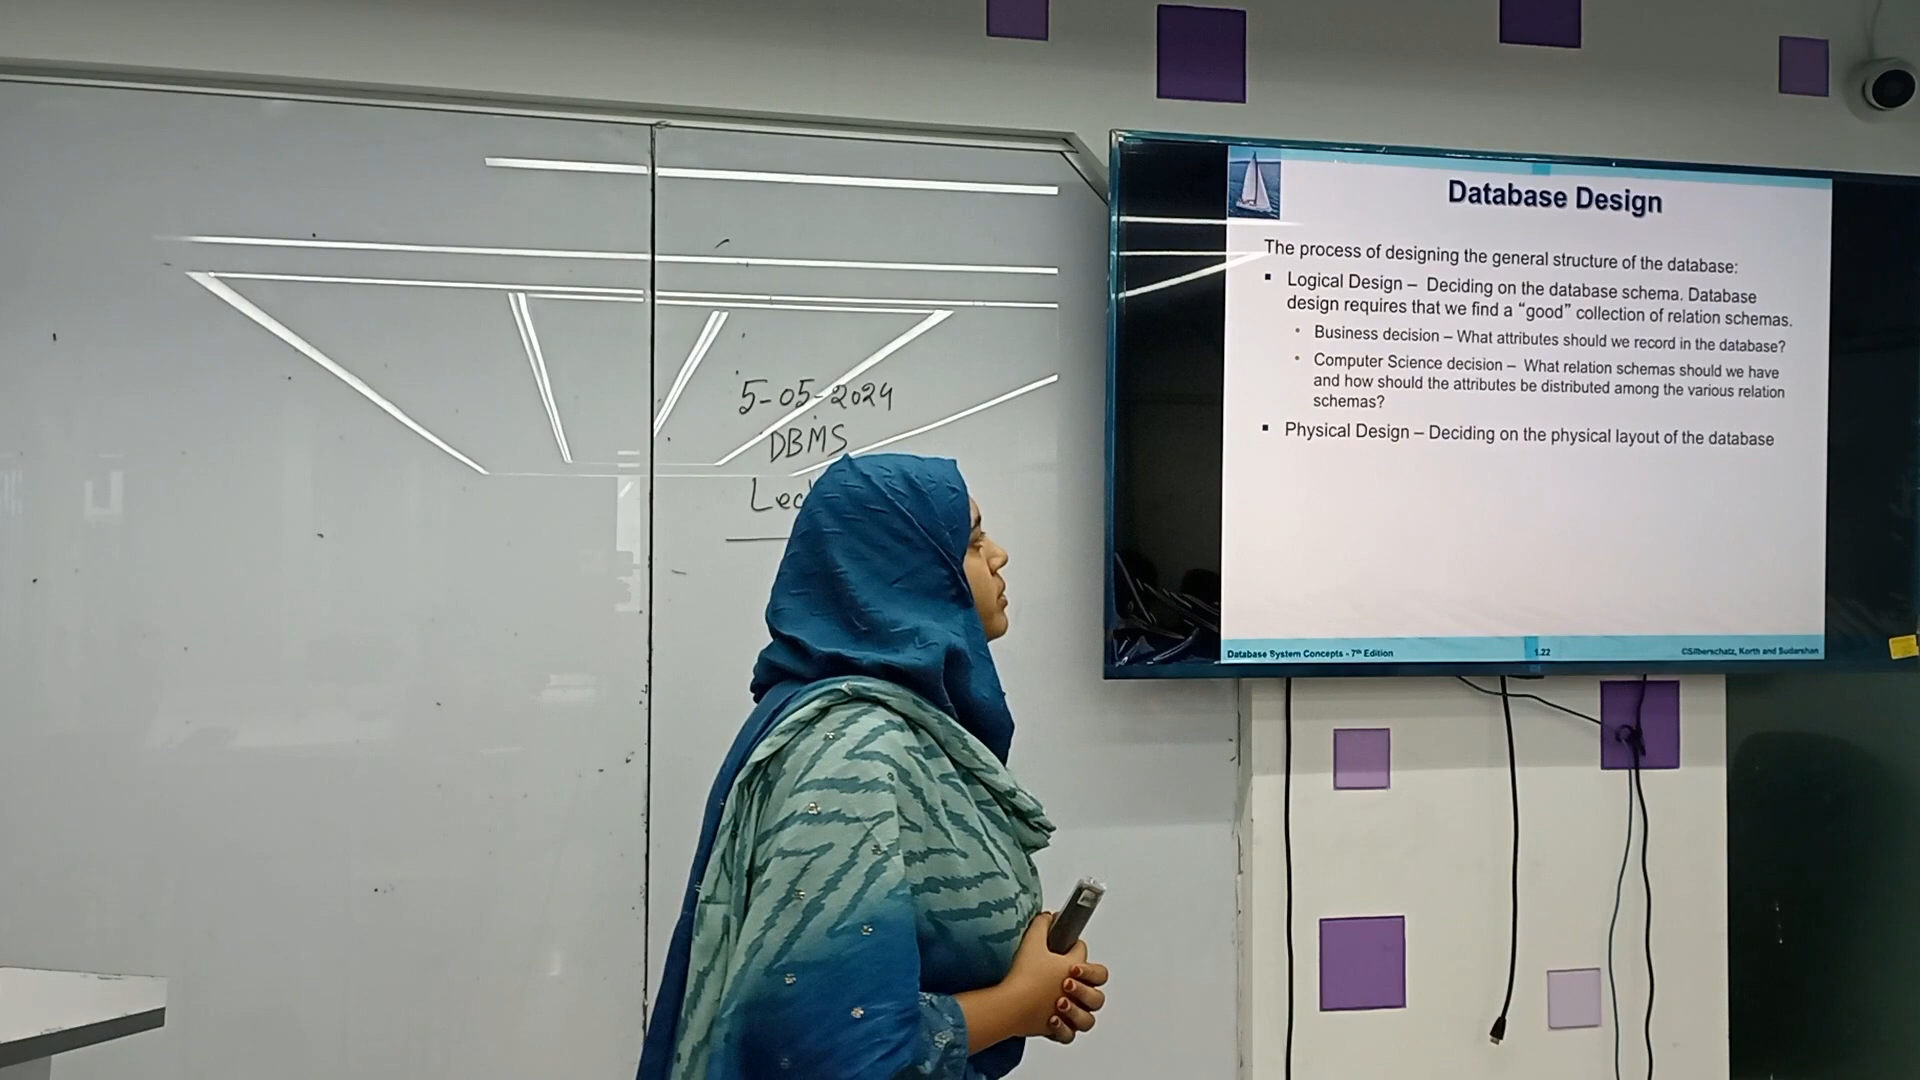 5-05-2024
DBMS
Database Design
The process of designing the general structure of the database:
▪ Logical Design – Deciding on the database schema. Database
design requires that we find a “good” collection of relation schemas.
• Business decision – What attributes should we record in the database?
• Computer Science decision – What relation schemas should we have
and how should the attributes be distributed among the various relation
schemas?
▪ Physical Design – Deciding on the physical layout of the database
Database System Concepts - 7th Edition
1.22
©Silberschatz, Korth and Sudarshan